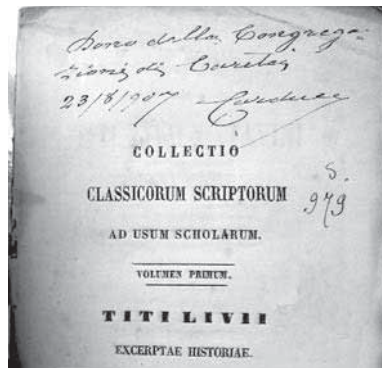 Dono della Congrega-
zione di Carità
23/8/907
COLLECTIO
CLASSICORUM SCRIPTORUM
S.
979
AD USUM SCHOLARUM.
VOLUMEN PRIMUM.
TITI LIVII
EXCERPTAE HISTORIAE.